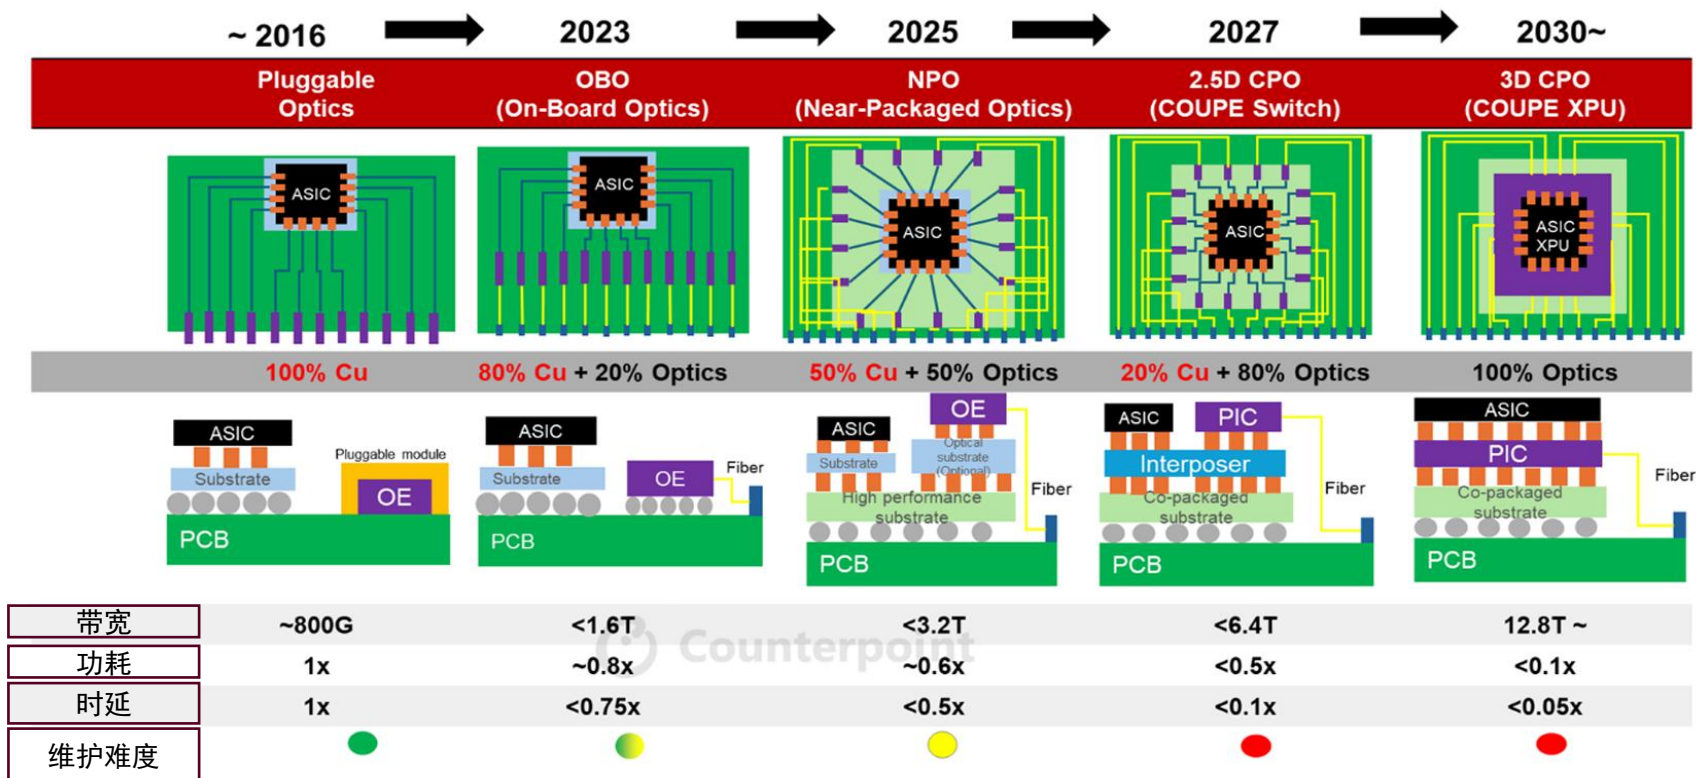 ~ 2016
2023
2025
2027
2030~
Pluggable
Optics
OBO
(On-Board Optics)
NPO
(Near-Packaged Optics)
2.5D CPO
(COUPE Switch)
3D CPO
(COUPE XPU)
ASIC
ASIC
ASIC
ASIC
ASIC
XPU
100% Cu
80% Cu + 20% Optics
50% Cu + 50% Optics
20% Cu + 80% Optics
100% Optics
ASIC
Substrate
Pluggable module
OE
PCB
ASIC
Substrate
OE
Fiber
PCB
OE
ASIC
Optical
substrate
(Optional)
Substrate
High performance
substrate
Fiber
PCB
ASIC
PIC
Interposer
Co-packaged
substrate
Fiber
PCB
ASIC
PIC
Co-packaged
substrate
Fiber
PCB
带宽 ~800G <1.6T <3.2T <6.4T 12.8T ~
Counterpoint
功耗 1x ~0.8x ~0.6x <0.5x <0.1x
时延 1x <0.75x <0.5x <0.1x <0.05x
维护难度